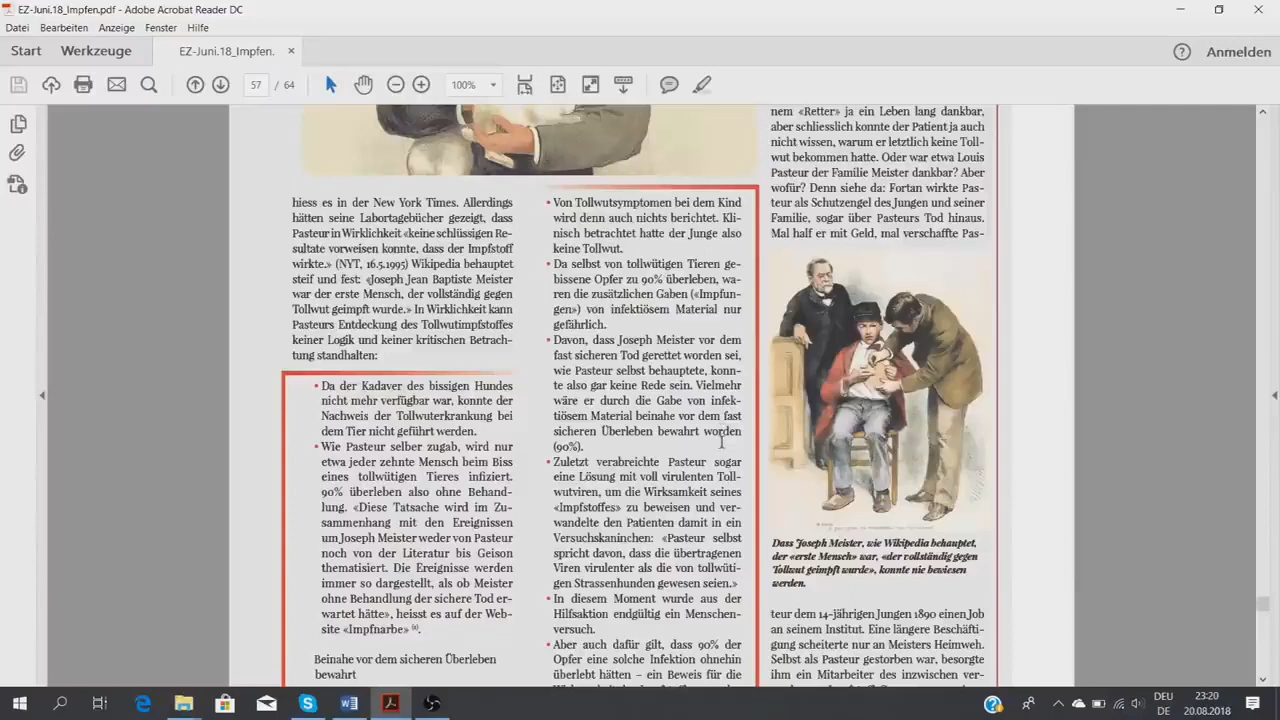 EZ-Juni.18_Impfen.pdf - Adobe Acrobat Reader DC
Datei Bearbeiten Anzeige Fenster Hilfe
Start Werkzeuge EZ-Juni.18_Impfen. × Anmelden
57 / 64 100%
hiess es in der New York Times. Allerdings
hätten seine Labortagebücher gezeigt, dass
Pasteur in Wirklichkeit «keine schlüssigen Re-
sultate vorweisen konnte, dass der Impfstoff
wirkte.» (NYT, 16.5.1995) Wikipedia behauptet
steif und fest: «Joseph Jean Baptiste Meister
war der erste Mensch, der vollständig gegen
Tollwut geimpft wurde.» In Wirklichkeit kann
Pasteurs Entdeckung des Tollwutimpfstoffes
keiner Logik und keiner kritischen Betrach-
tung standhalten:
• Da der Kadaver des bissigen Hundes
nicht mehr verfügbar war, konnte der
Nachweis der Tollwuterkrankung bei
dem Tier nicht geführt werden.
• Wie Pasteur selber zugab, wird nur
etwa jeder zehnte Mensch beim Biss
eines tollwütigen Tieres infiziert.
90% überleben also ohne Behand-
lung. «Diese Tatsache wird im Zu-
sammenhang mit den Ereignissen
um Joseph Meister weder von Pasteur
noch von der Literatur bis Geison
thematisiert. Die Ereignisse werden
immer so dargestellt, als ob Meister
ohne Behandlung der sichere Tod er-
wartet hätte», heisst es auf der Web-
site «Impfnarbe»
Beinahe vor dem sicheren Überleben
bewahrt
• Von Tollwutsymptomen bei dem Kind
wird denn auch nichts berichtet. Kli-
nisch betrachtet hatte der Junge also
keine Tollwut.
• Da selbst von tollwütigen Tieren ge-
bissene Opfer zu 90% überleben, wa-
ren die zusätzlichen Gaben («Impfun-
gen») von infektiösem Material nur
gefährlich.
• Davon, dass Joseph Meister vor dem
fast sicheren Tod gerettet worden sei,
wie Pasteur selbst behauptete, konn-
te also gar keine Rede sein. Vielmehr
wäre er durch die Gabe von infek-
tiösem Material beinahe vor dem fast
sicheren Überleben bewahrt worden
(90%).
• Zuletzt verabreichte Pasteur sogar
eine Lösung mit voll virulenten Toll-
wutviren, um die Wirksamkeit seines
«Impfstoffes» zu beweisen und ver-
wandelte den Patienten damit in ein
Versuchskaninchen: «Pasteur selbst
spricht davon, dass die übertragenen
Viren virulenter als die von tollwüti-
gen Strassenhunden gewesen seien.»
• In diesem Moment wurde aus der
Hilfsaktion endgültig ein Menschen-
versuch.
• Aber auch dafür gilt, dass 90% der
Opfer eine solche Infektion ohnehin
überlebt hätten – ein Beweis für die
nem «Retter» ja ein Leben lang dankbar,
aber schliesslich konnte der Patient ja auch
nicht wissen, warum er letztlich keine Toll-
wut bekommen hatte. Oder war etwa Louis
Pasteur der Familie Meister dankbar? Aber
wofür? Denn siehe da: Fortan wirkte Pas-
teur als Schutzengel des Jungen und seiner
Familie, sogar über Pasteurs Tod hinaus.
Mal half er mit Geld, mal verschaffte Pas-
Dass Joseph Meister, wie Wikipedia behauptet,
der «erste Mensch» war, «der vollständig gegen
Tollwut geimpft wurde», konnte nie bewiesen
werden.
teur dem 14-jährigen Jungen 1890 einen Job
an seinem Institut. Eine längere Beschäfti-
gung scheiterte nur an Meisters Heimweh.
Selbst als Pasteur gestorben war, besorgte
ihm ein Mitarbeiter des inzwischen ver-
DEU 23:20
DE 20.08.2018